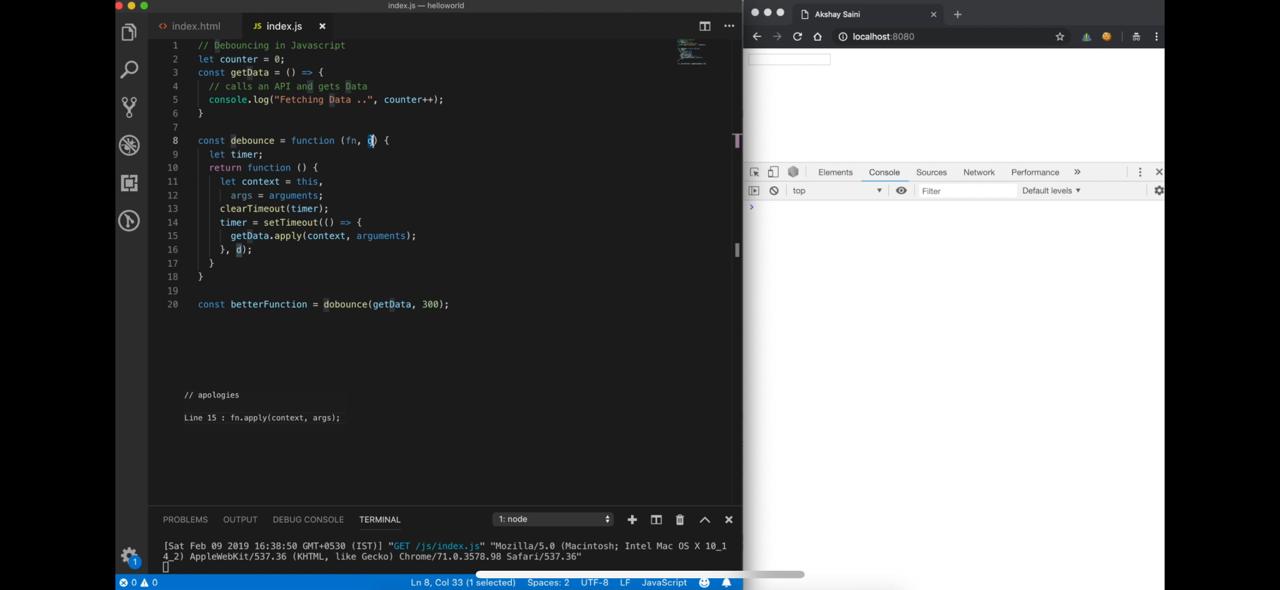 index.js — helloworld
index.html
JS index.js
1 // Debouncing in Javascript
2 let counter = 0;
3 const getData = () => {
4 // calls an API and gets Data
5 console.log("Fetching Data ..", counter++);
6 }
7
8 const debounce = function (fn, d) {
9 let timer;
10 return function () {
11 let context = this,
12 args = arguments;
13 clearTimeout(timer);
14 timer = setTimeout(() => {
15 getData.apply(context, arguments);
16 }, d);
17 }
18 }
19
20 const betterFunction = dobounce(getData, 300);
// apologies
Line 15 : fn.apply(context, args);
PROBLEMS OUTPUT DEBUG CONSOLE TERMINAL 1: node
[Sat Feb 09 2019 16:38:50 GMT+0530 (IST)] "GET /js/index.js" "Mozilla/5.0 (Macintosh; Intel Mac OS X 10_1
4_2) AppleWebKit/537.36 (KHTML, like Gecko) Chrome/71.0.3578.98 Safari/537.36"
1
0 0 Ln 8, Col 33 (1 selected) Spaces: 2 UTF-8 LF JavaScript
Akshay Saini
localhost:8080
Elements Console Sources Network Performance »
top Filter Default levels